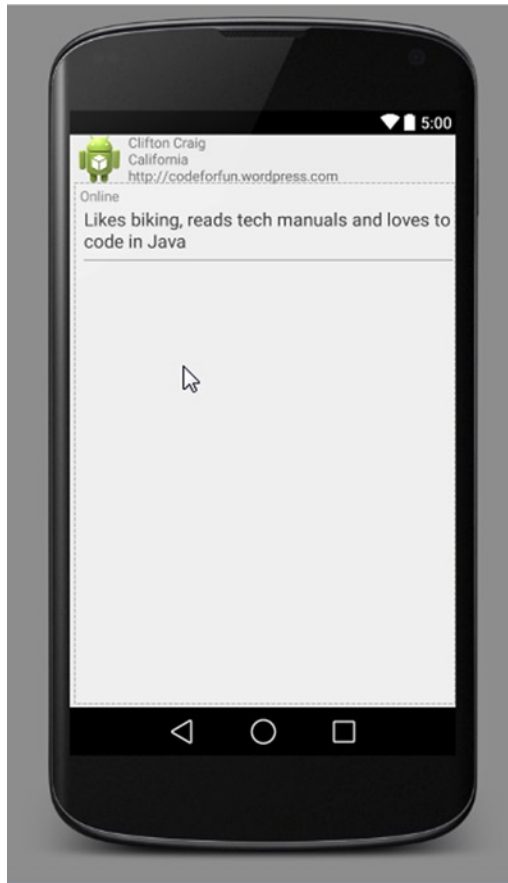 5:00
Clifton Craig
California
http://codeforfun.wordpress.com
Online
Likes biking, reads tech manuals and loves to
code in Java